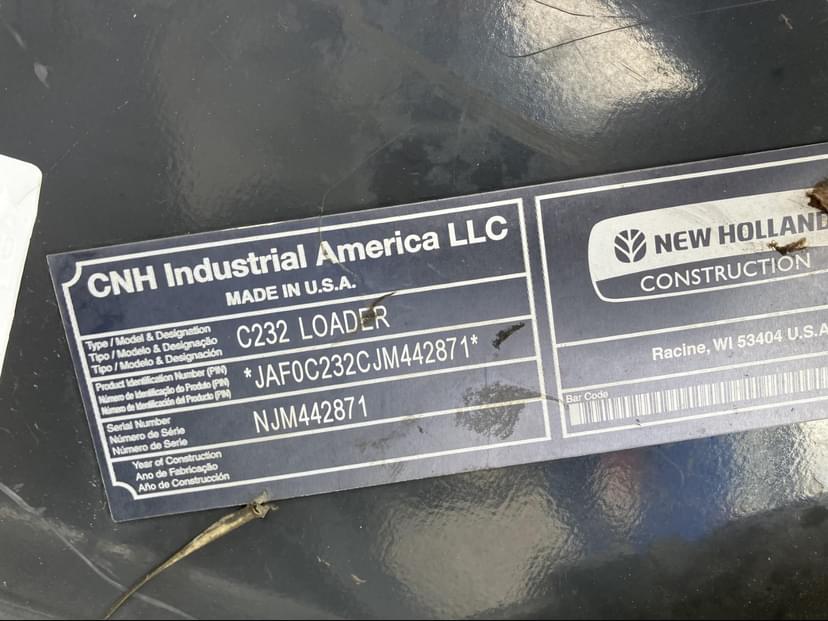 CNH Industrial America LLC
MADE IN U.S.A.
Type / Model & Designation
Tipo / Modelo & Designação
Tipo / Modelo & Designación
C232 LOADER
Product Identification Number (PIN)
Número de Identificação do Produto (PIN)
Número de Identificación del Producto (PIN)
*JAF0C232CJM442871*
Serial Number
Número de Série
Número de Serie
NJM442871
Year of Construction
Ano de Fabricação
Año de Construcción
NEW HOLLAND
CONSTRUCTION
Racine, WI 53404 U.S.A
Bar Code